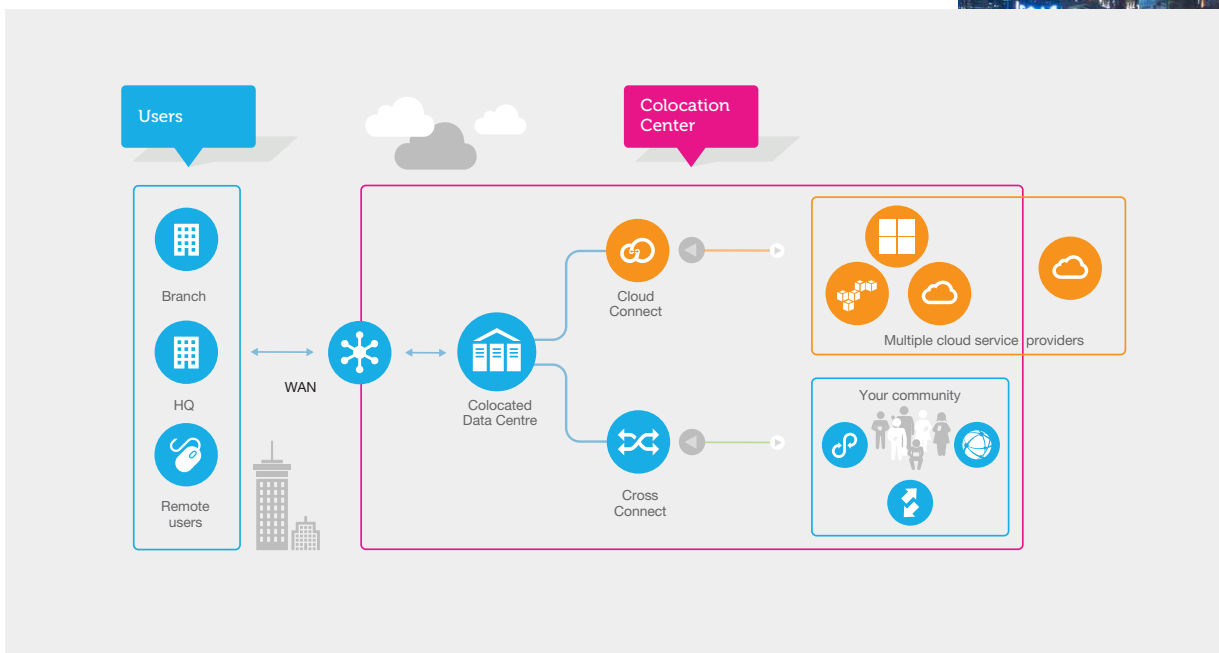 Users
Colocation
Center
Branch
HQ
Remote
users
WAN
Colocated
Data Centre
Cloud
Connect
Cross
Connect
Multiple cloud service providers
Your community